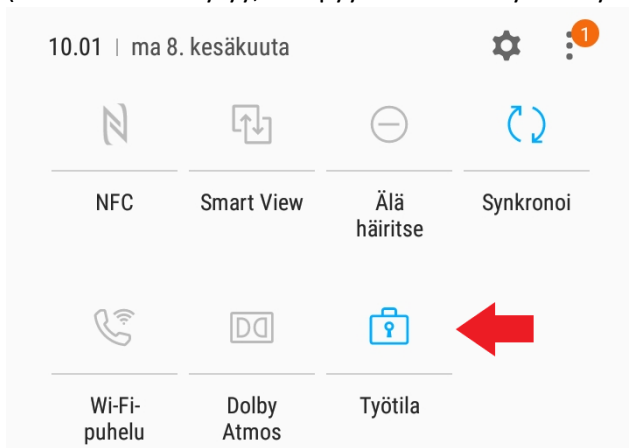 10.01 | ma 8. kesäkuuta
1
NFC Smart View Älä häiritse Synkronoi
Wi-Fi-puhelu Dolby Atmos Työtila